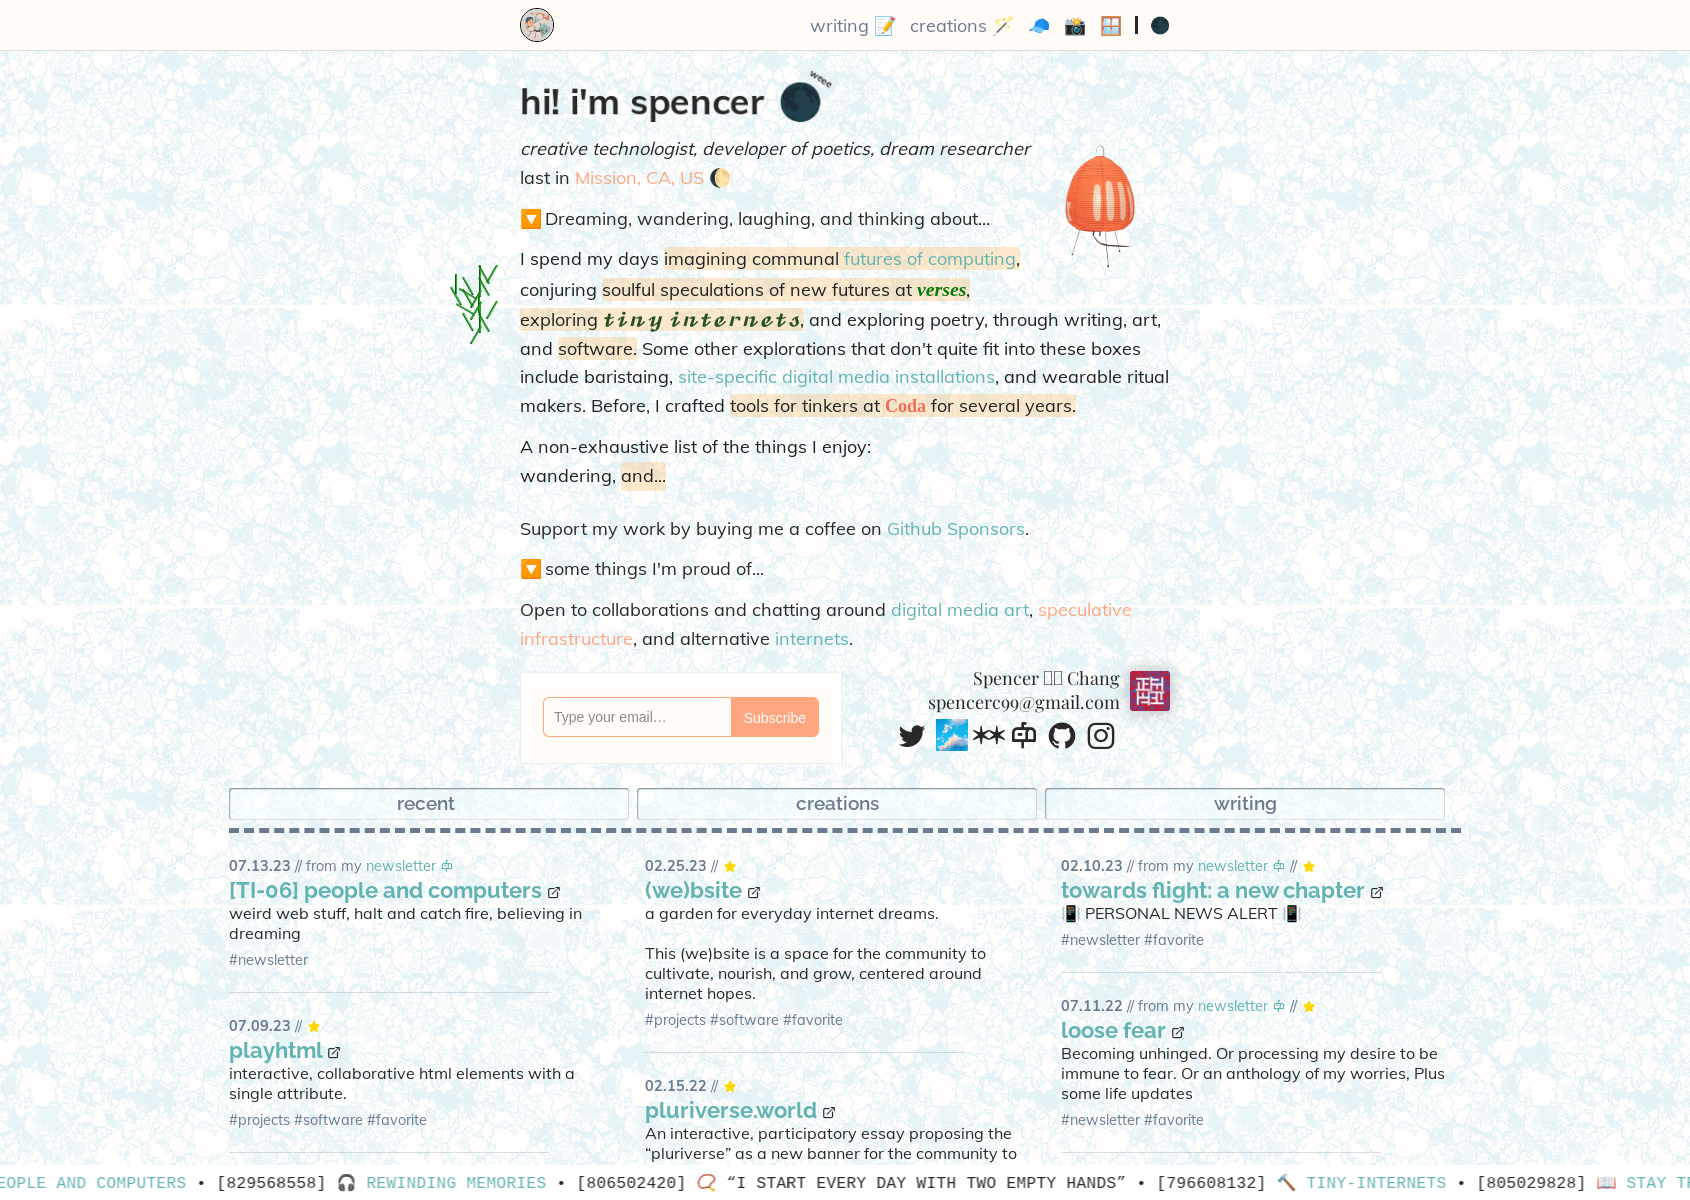 writing 📝 creations 🪄 🧢 📸 🪟 | 🌑
weee
hi! i'm spencer 🌑
creative technologist, developer of poetics, dream researcher
last in Mission, CA, US 🌔
🔽 Dreaming, wandering, laughing, and thinking about...
I spend my days imagining communal futures of computing,
conjuring soulful speculations of new futures at verses,
exploring tiny internets, and exploring poetry, through writing, art,
and software. Some other explorations that don't quite fit into these boxes
include baristaing, site-specific digital media installations, and wearable ritual
makers. Before, I crafted tools for tinkers at Coda for several years.
A non-exhaustive list of the things I enjoy:
wandering, and...
Support my work by buying me a coffee on Github Sponsors.
🔽 some things I'm proud of...
Open to collaborations and chatting around digital media art, speculative
infrastructure, and alternative internets.
Type your email… Subscribe
Spencer Chang
spencerc99@gmail.com
recent
creations
writing
07.13.23 // from my newsletter
[TI-06] people and computers
weird web stuff, halt and catch fire, believing in
dreaming
#newsletter
07.09.23 // ⭐
playhtml
interactive, collaborative html elements with a
single attribute.
#projects #software #favorite
02.25.23 // ⭐
(we)bsite
a garden for everyday internet dreams.
This (we)bsite is a space for the community to
cultivate, nourish, and grow, centered around
internet hopes.
#projects #software #favorite
02.15.22 // ⭐
pluriverse.world
An interactive, participatory essay proposing the
“pluriverse” as a new banner for the community to
02.10.23 // from my newsletter // ⭐
towards flight: a new chapter
📳 PERSONAL NEWS ALERT 📳
#newsletter #favorite
07.11.22 // from my newsletter // ⭐
loose fear
Becoming unhinged. Or processing my desire to be
immune to fear. Or an anthology of my worries, Plus
some life updates
#newsletter #favorite
EOPLE AND COMPUTERS • [829568558] 🎧 REWINDING MEMORIES • [806502420] 📿 “I START EVERY DAY WITH TWO EMPTY HANDS” • [796608132] 🔨 TINY-INTERNETS • [805029828] 📖 STAY